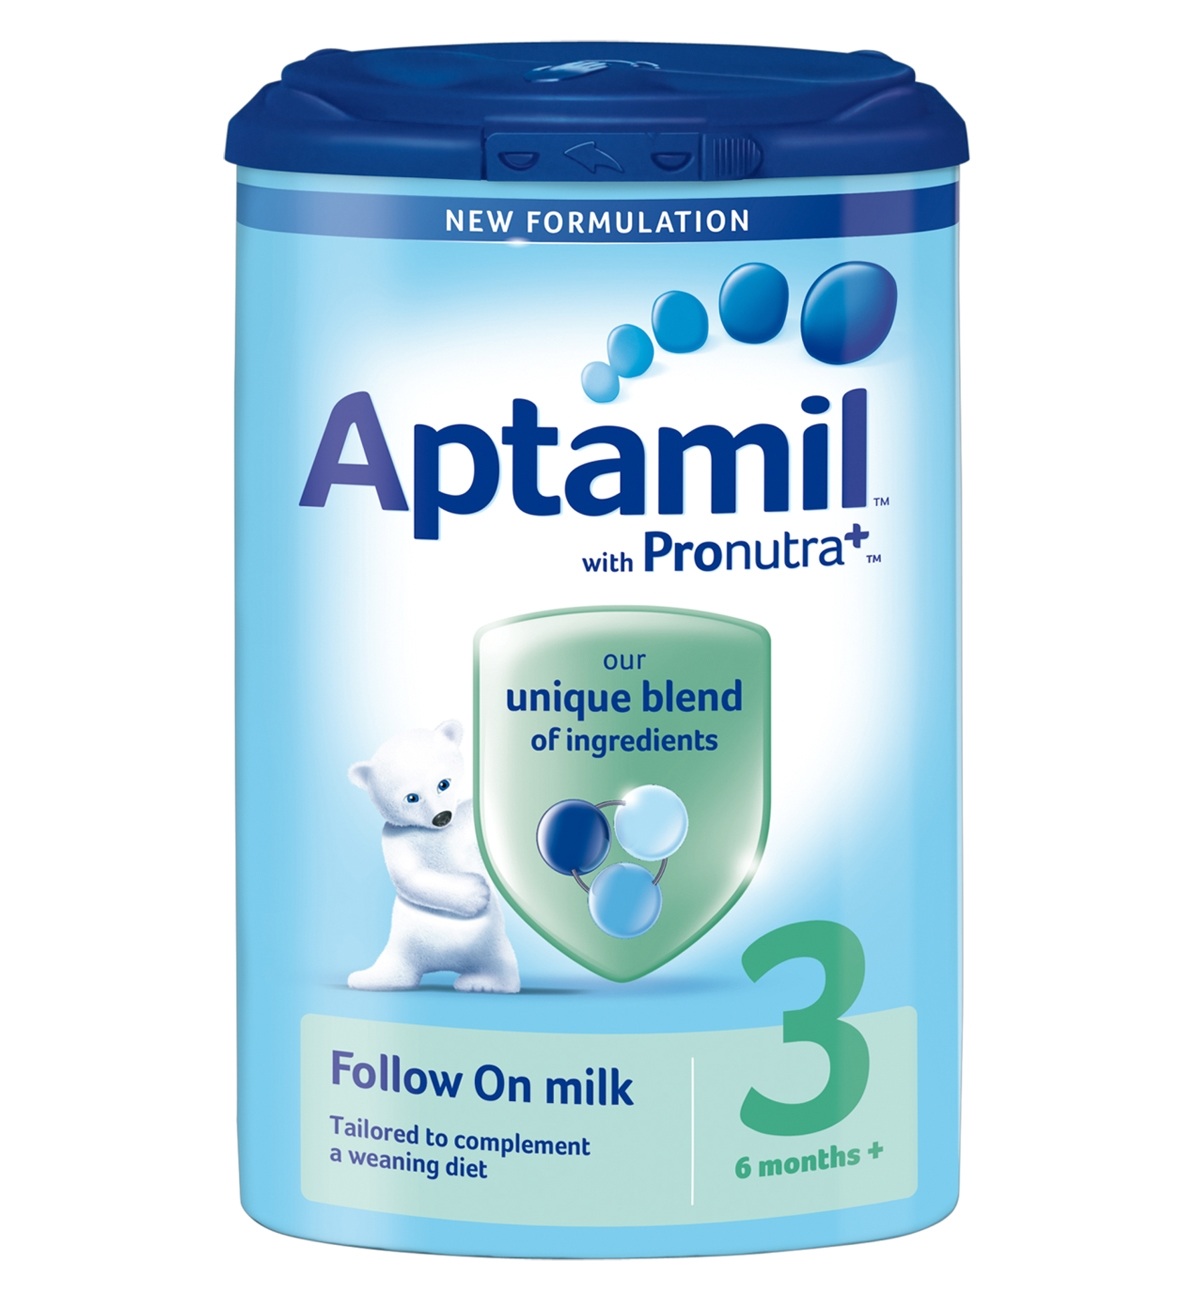 NEW FORMULATION
Aptamil™
with Pronutra+™
our
unique blend
of ingredients
3
Follow On milk
Tailored to complement
a weaning diet
6 months +